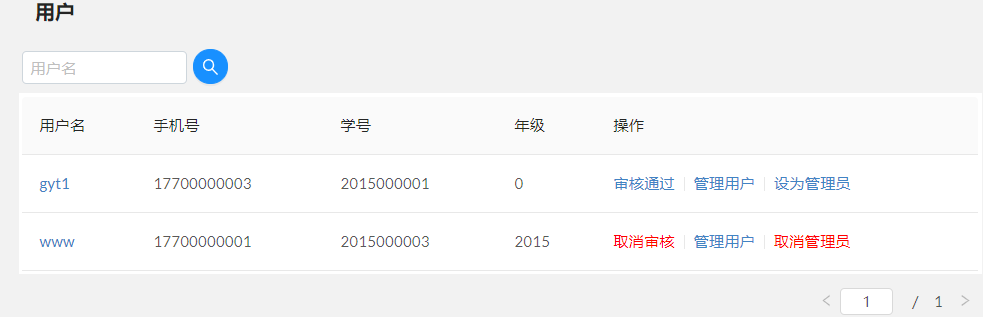 用户
用户名
用户名 手机号 学号 年级 操作
gyt1 17700000003 2015000001 0 审核通过 管理用户 设为管理员
www 17700000001 2015000003 2015 取消审核 管理用户 取消管理员
< 1 / 1 >